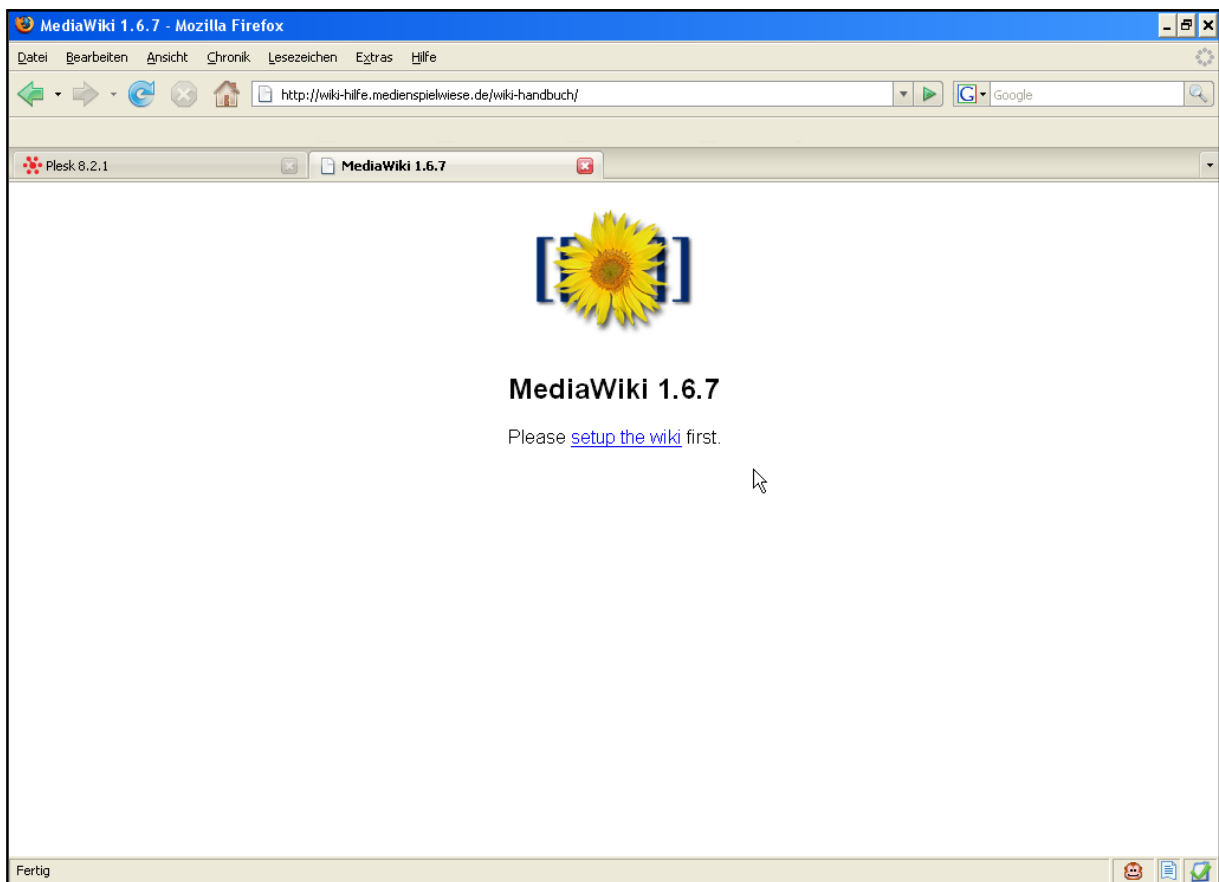 MediaWiki 1.6.7 - Mozilla Firefox
Datei Bearbeiten Ansicht Chronik Lesezeichen Extras Hilfe
http://wiki-hilfe.medienspielwiese.de/wiki-handbuch/ G Google
Plesk 8.2.1 MediaWiki 1.6.7
[[ ]]
MediaWiki 1.6.7
Please setup the wiki first.
Fertig